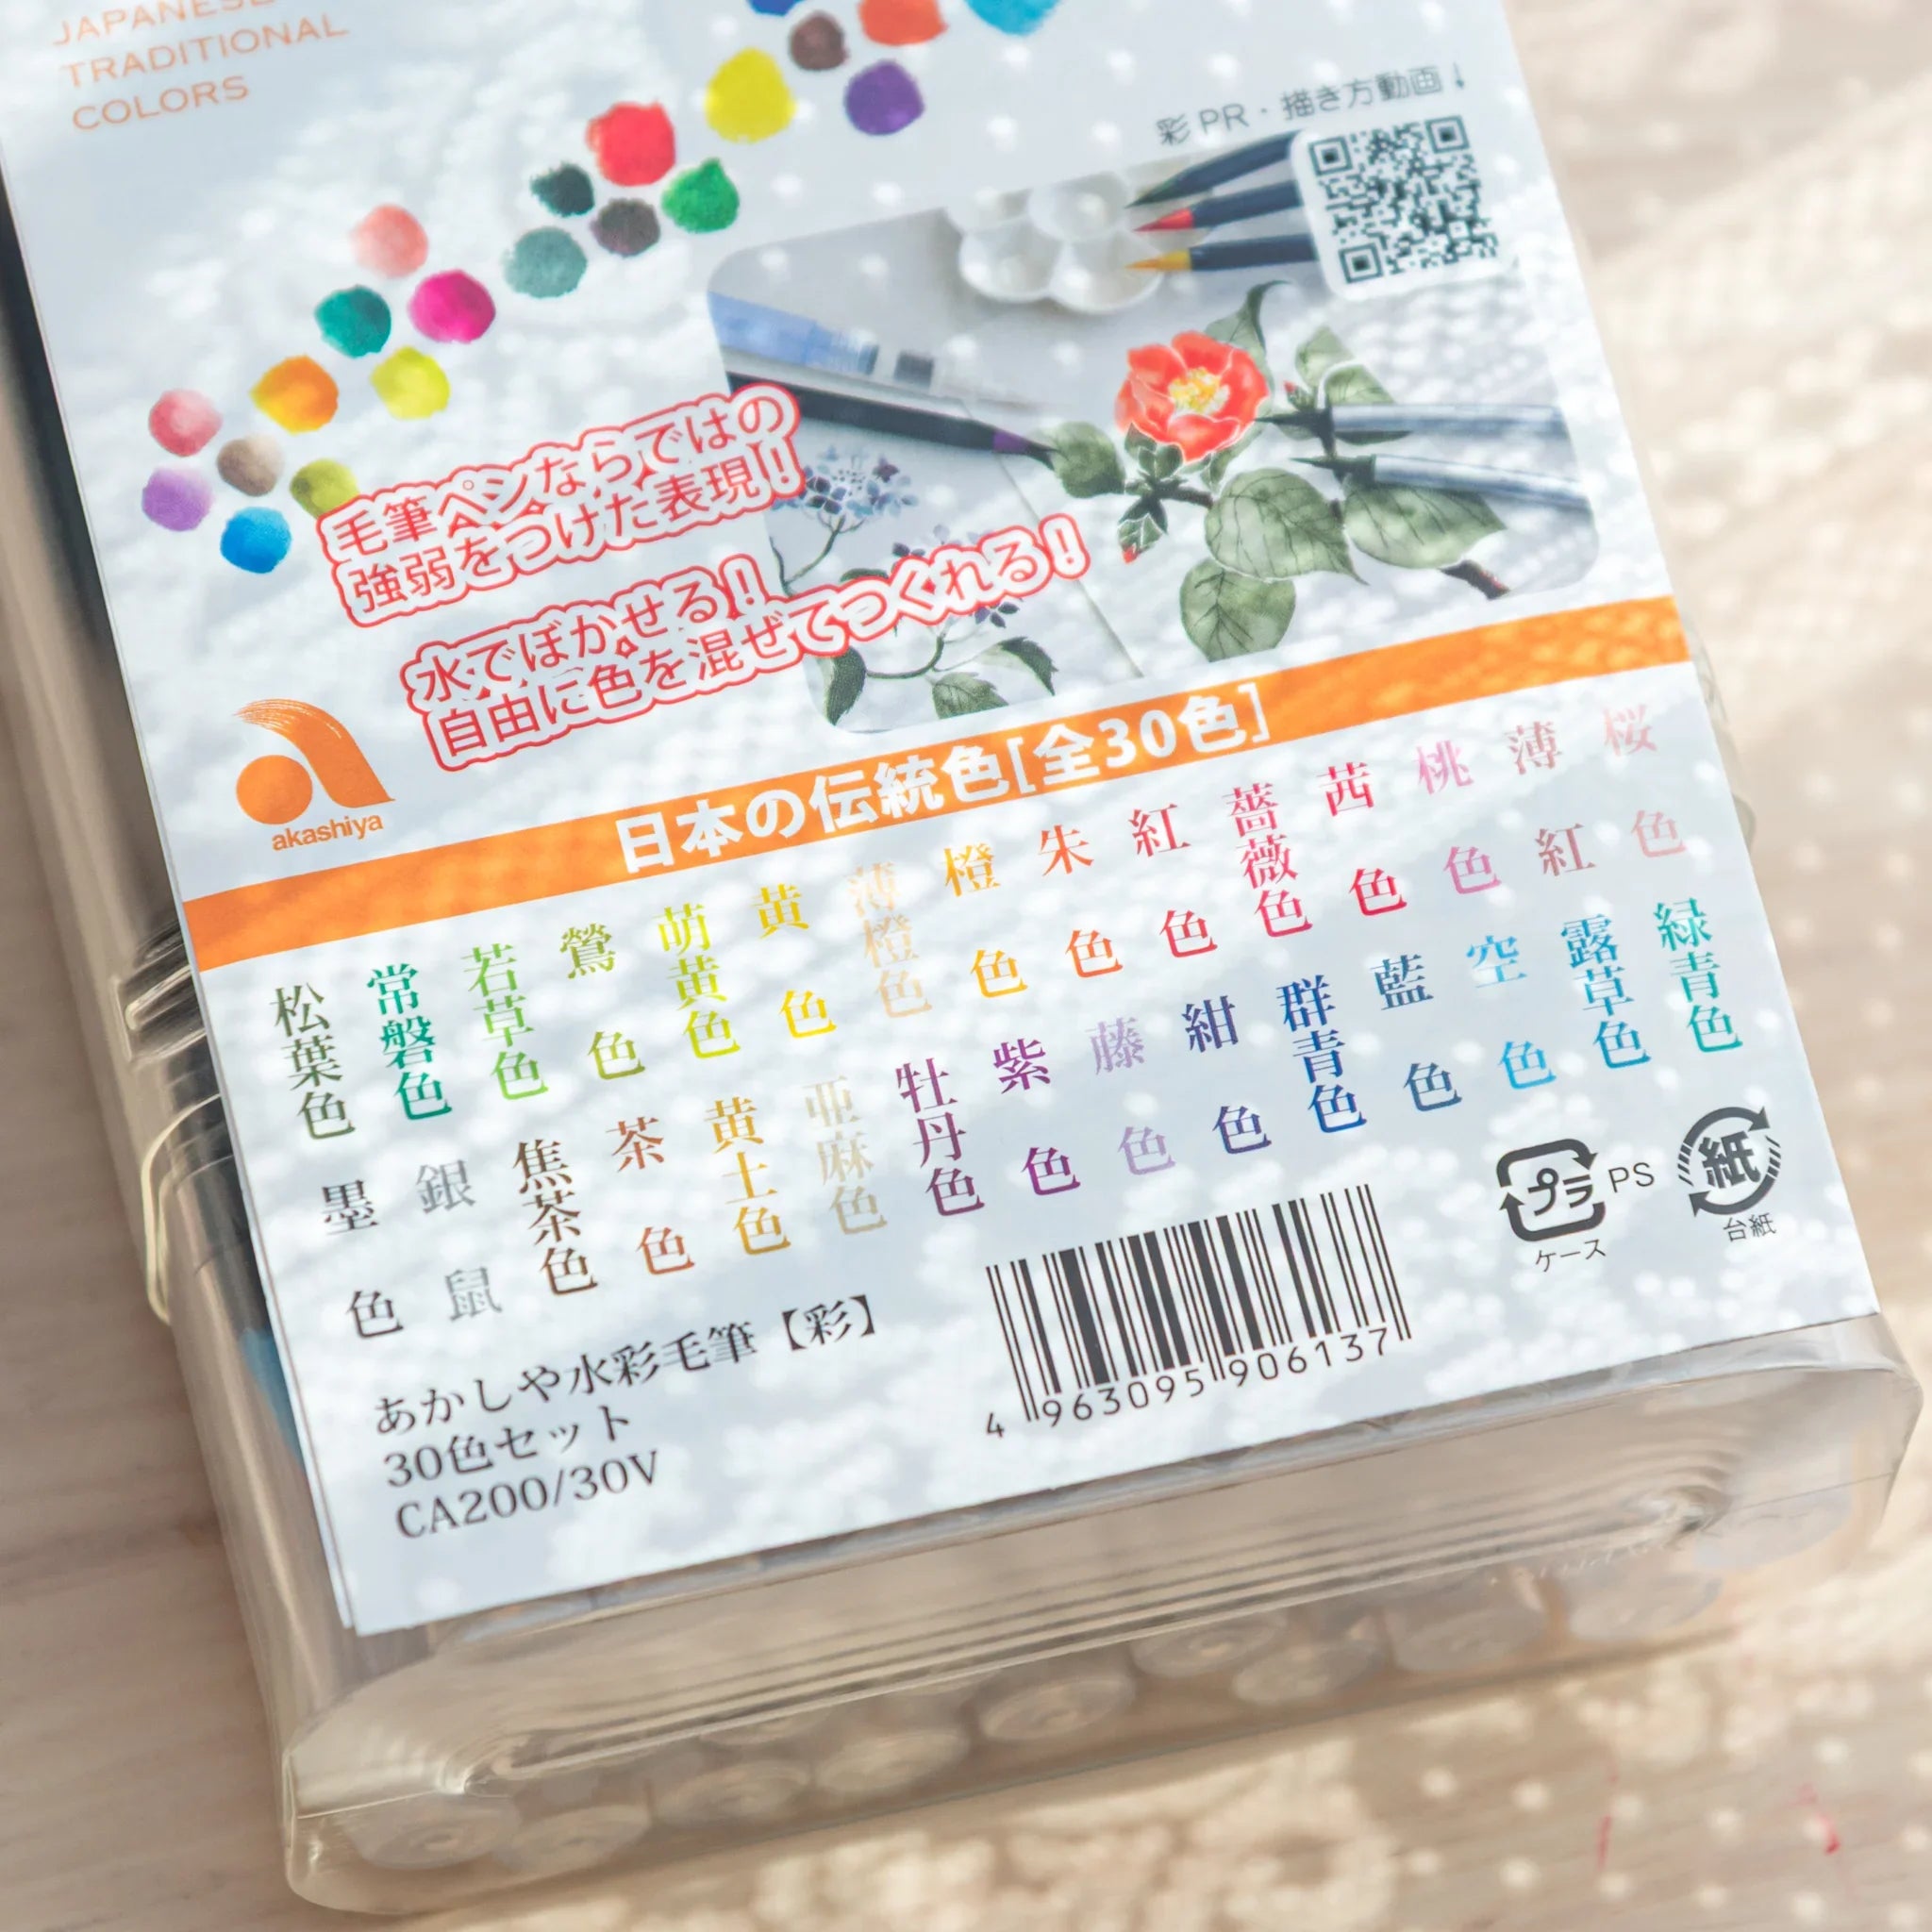 JAPANESE
TRADITIONAL
COLORS
彩 PR・描き方動画↓
毛筆ペンならではの
強弱をつけた表現！
水でぼかせる！
自由に色を混ぜてつくれる！
akashiya
日本の伝統色[全30色]
桜色
薄紅
桃色
茜色
薔薇色
紅色
朱色
橙色
薄橙色
黄色
萌黄色
鶯色
若草色
常磐色
松葉色
緑青色
露草色
空色
藍色
群青色
紺色
藤色
紫色
牡丹色
亜麻色
黄土色
茶色
焦茶色
銀鼠
墨色
あかしや水彩毛筆【彩】
30色セット
CA200/30V
4 963095 906137
プラ PS
ケース
紙
台紙